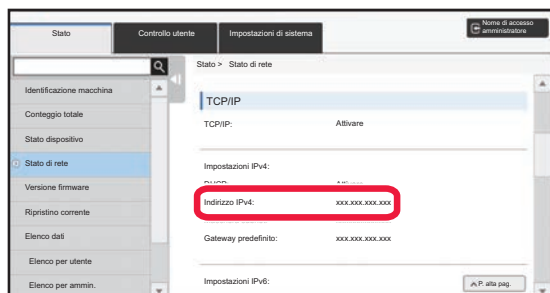 Stato
Controllo utente
Impostazioni di sistema
Nome di accesso
amministratore
Stato > Stato di rete
Identificazione macchina
Conteggio totale
Stato dispositivo
Stato di rete
Versione firmware
Ripristino corrente
Elenco dati
Elenco per utente
Elenco per ammin.
TCP/IP
TCP/IP: Attivare
Impostazioni IPv4:
DHCP: Attivare
Indirizzo IPv4: xxx.xxx.xxx.xxx
Gateway predefinito: xxx.xxx.xxx.xxx
Impostazioni IPv6:
P. alta pag.